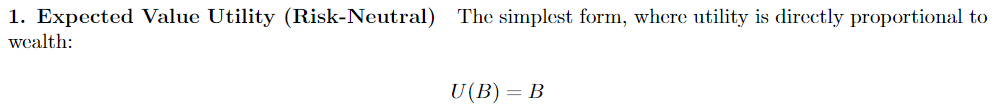 1. Expected Value Utility (Risk-Neutral) The simplest form, where utility is directly proportional to
wealth:
U(B) = B